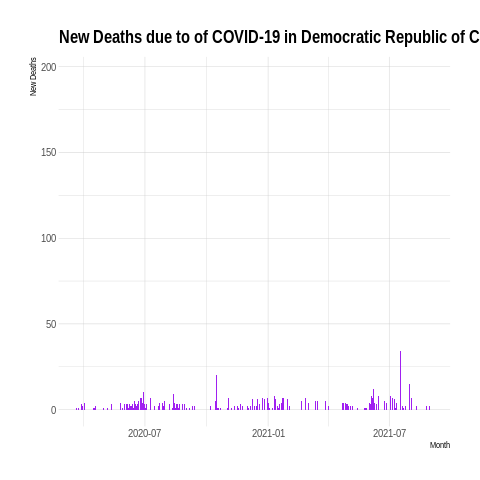 New Deaths due to of COVID-19 in Democratic Republic of C
New Deaths
200
150
100
50
0
2020-07 2021-01 2021-07
Month